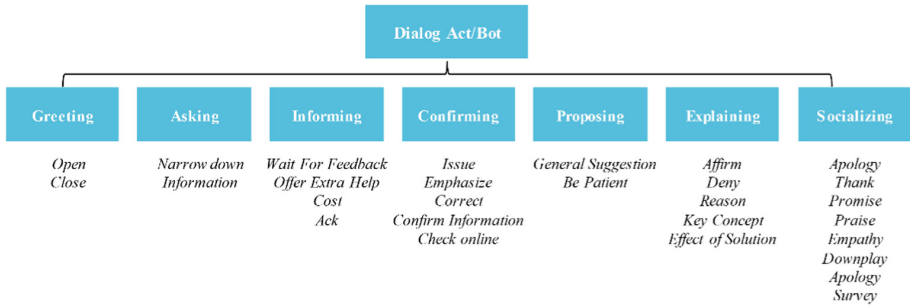 Dialog Act/Bot
Greeting
Open
Close
Asking
Narrow down
Information
Informing
Wait For Feedback
Offer Extra Help
Cost
Ack
Confirming
Issue
Emphasize
Correct
Confirm Information
Check online
Proposing
General Suggestion
Be Patient
Explaining
Affirm
Deny
Reason
Key Concept
Effect of Solution
Socializing
Apology
Thank
Promise
Praise
Empathy
Downplay
Apology
Survey